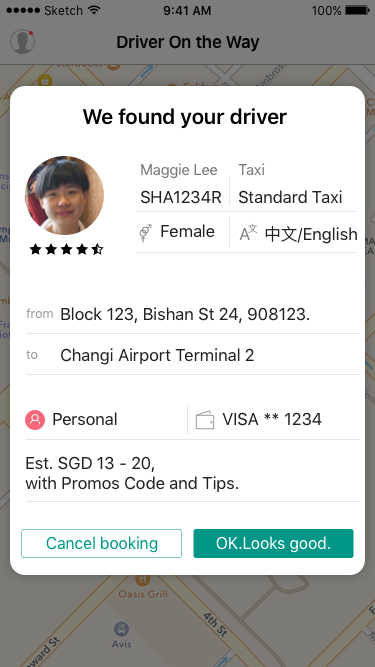 Sketch 9:41 AM 100%
Driver On the Way
We found your driver
Maggie Lee Taxi
SHA1234R Standard Taxi
Female 中文/English
from Block 123, Bishan St 24, 908123.
to Changi Airport Terminal 2
Personal VISA ** 1234
Est. SGD 13 - 20,
with Promos Code and Tips.
Cancel booking OK.Looks good.
Oasis Grill
4th St
Avis